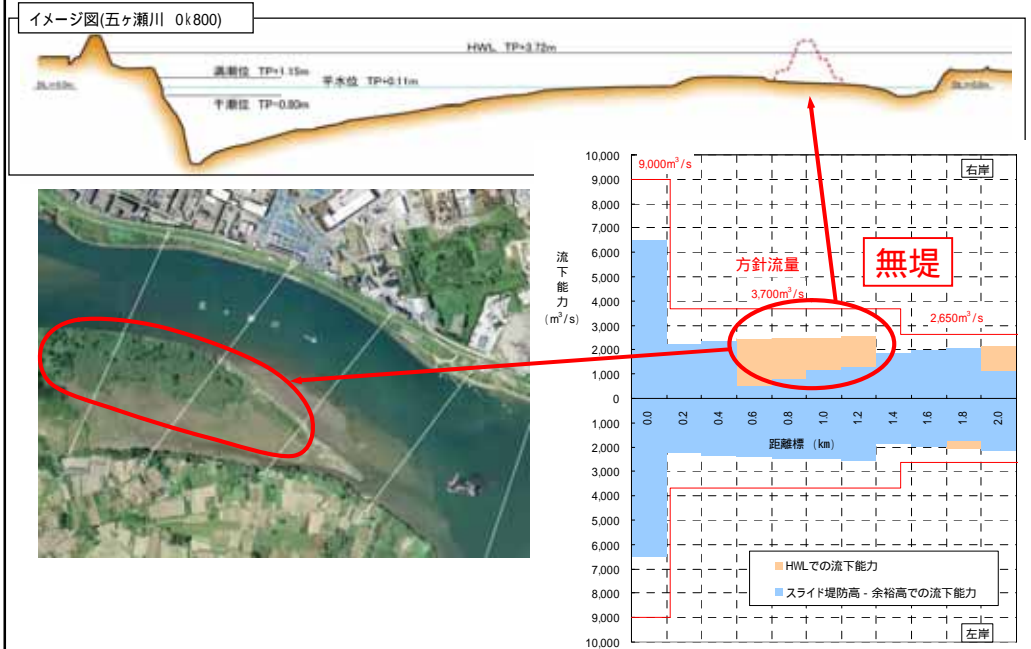 イメージ図(五ヶ瀬川 0k800)
HWL TP+3.72m
満潮位 TP+1.15m
平水位 TP+0.11m
干潮位 TP-0.80m
10,000
9,000
8,000
7,000
6,000
5,000
4,000
3,000
2,000
1,000
0
1,000
2,000
3,000
4,000
5,000
6,000
7,000
8,000
9,000
10,000
流下能力
(m³/s)
9,000m³/s
右岸
方針流量
無堤
3,700m³/s
2,650m³/s
0.0 0.2 0.4 0.6 0.8 1.0 1.2 1.4 1.6 1.8 2.0
距離標 (km)
HWLでの流下能力
スライド堤防高 - 余裕高での流下能力
左岸